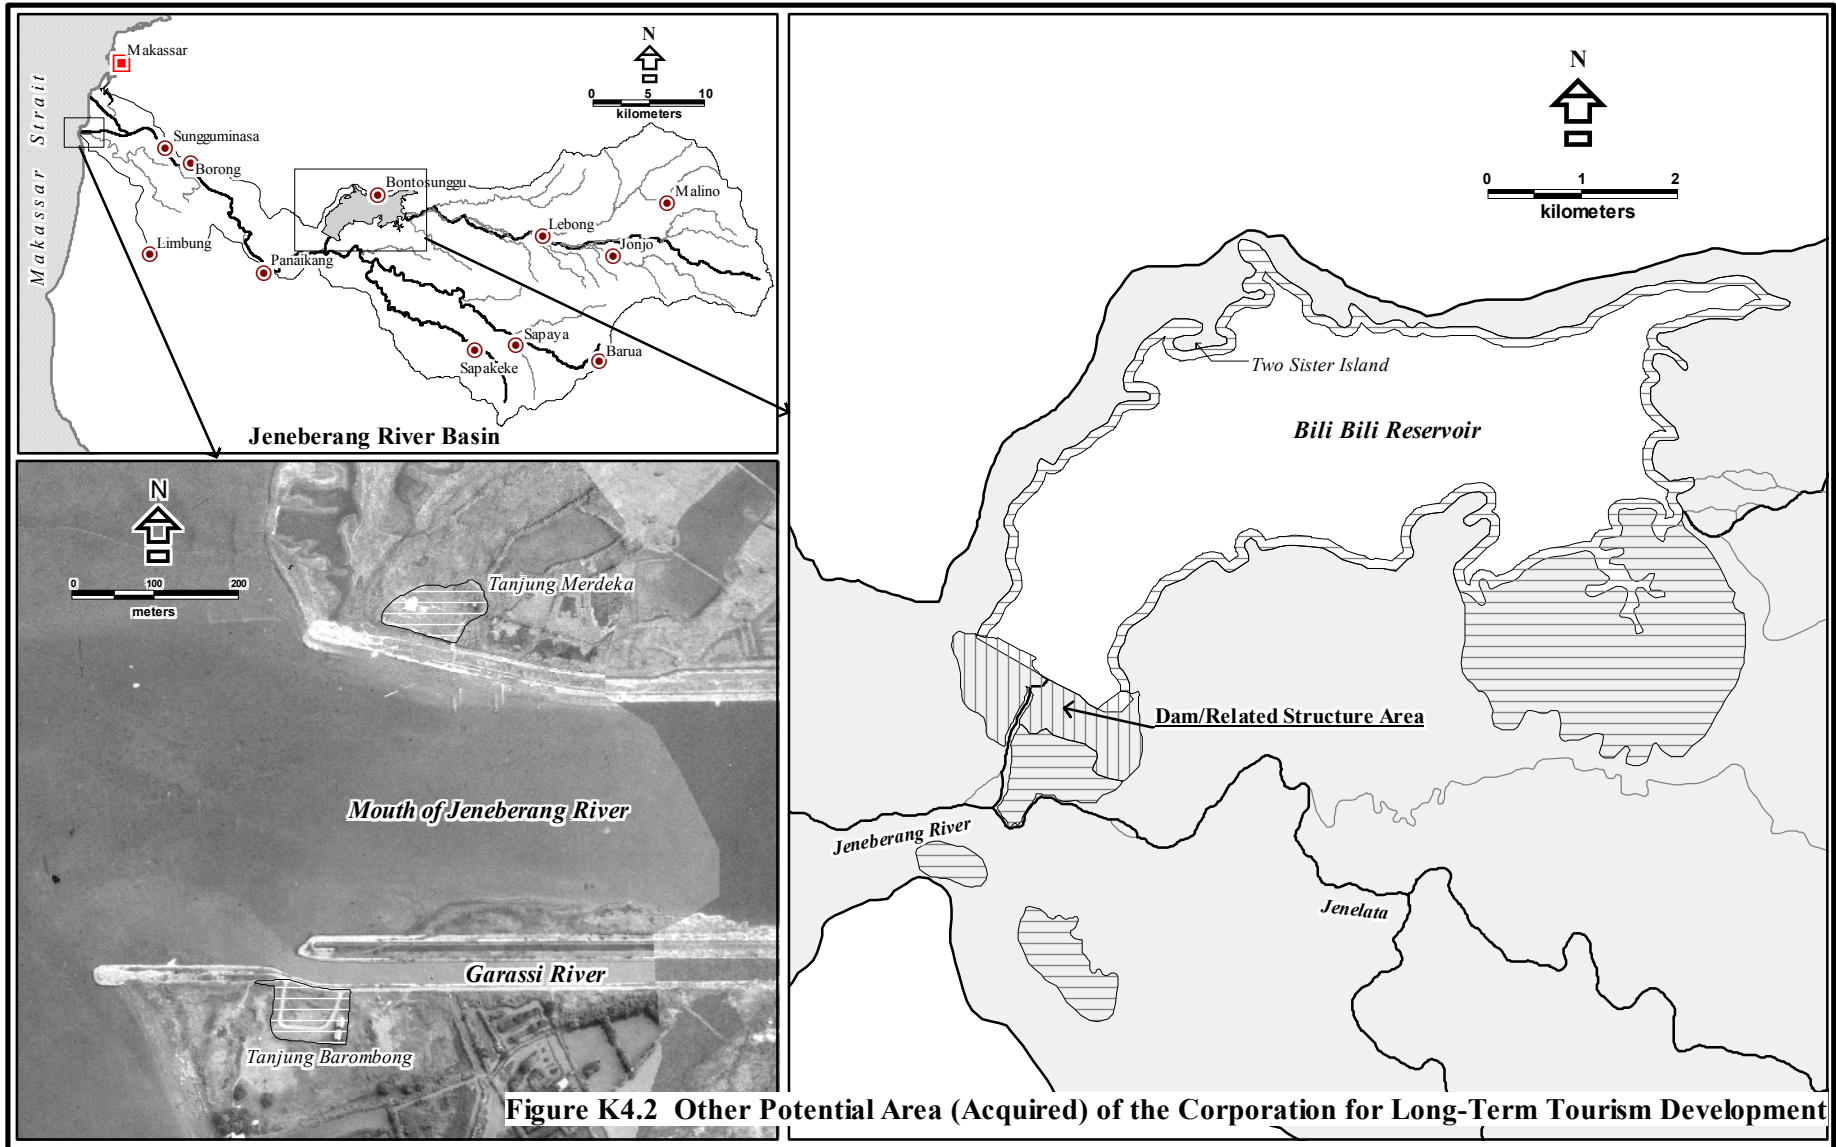 Makassar
N
0 5 10
kilometers
Makassar Strait
Sungguminasa
Borong
Bontosunggu
Malino
Lebong
Jonjo
Limbung
Panaikang
Sapaya
Barua
Sapakeke
Jeneberang River Basin
N
0 100 200
meters
Tanjung Merdeka
Mouth of Jeneberang River
Garassi River
Tanjung Barombong
N
0 1 2
kilometers
Two Sister Island
Bili Bili Reservoir
Dam/Related Structure Area
Jeneberang River
Jenelata
Figure K4.2 Other Potential Area (Acquired) of the Corporation for Long-Term Tourism Development